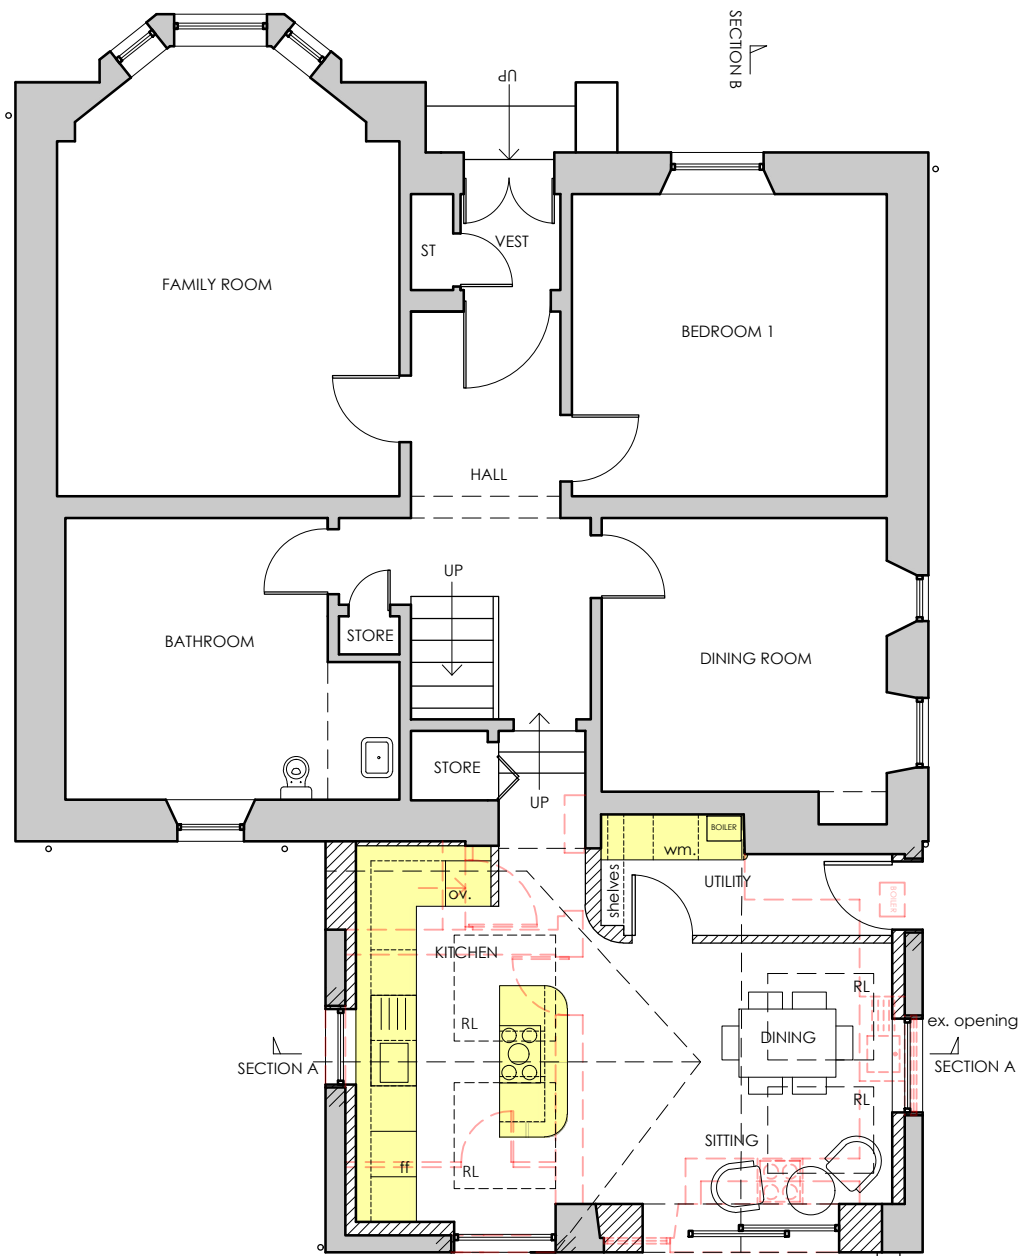 SECTION B
UP
ST
VEST
FAMILY ROOM
BEDROOM 1
HALL
UP
BATHROOM
STORE
DINING ROOM
STORE
UP
BOILER
wm.
shelves
UTILITY
ov.
BOILER
KITCHEN
RL
RL
ex. opening
DINING
SECTION A
SECTION A
RL
SITTING
ff
RL